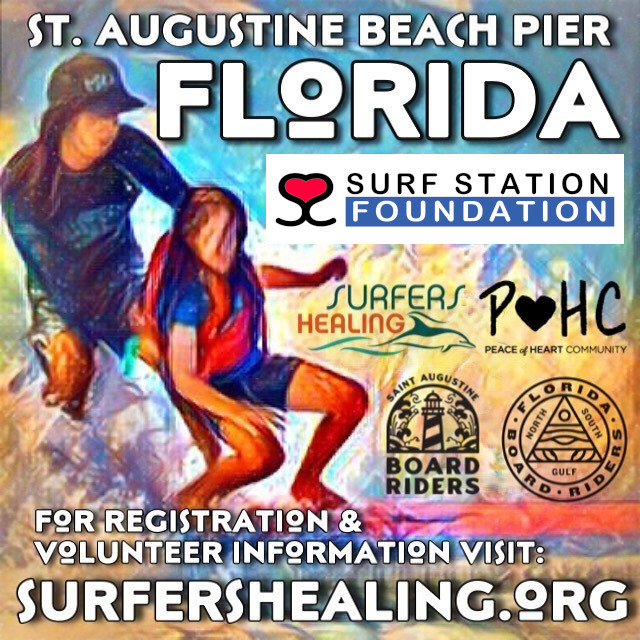 ST. AUGUSTINE BEACH PIER
FLORIDA
SURF STATION
FOUNDATION
SURFERS
HEALING
P♥HC
PEACE of HEART COMMUNITY
SAINT AUGUSTINE
BOARD
RIDERS
FLORIDA
NORTH SOUTH
GULF
BOARD RIDERS
FOR REGISTRATION &
VOLUNTEER INFORMATION VISIT:
SURFERSHEALING.ORG